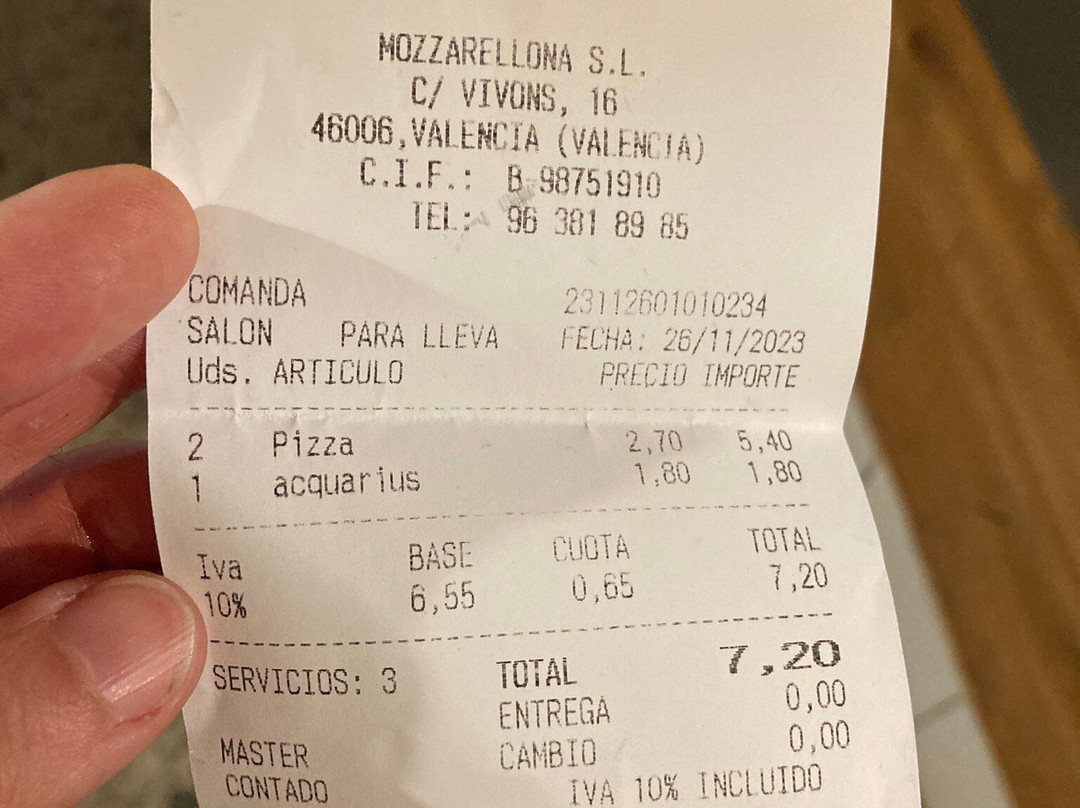 MOZZARELLONA S.L.
C/ VIVONS, 16
46006,VALENCIA (VALENCIA)
C.I.F.: B-98751910
TEL: 96 381 89 85
COMANDA 23112601010234
SALON PARA LLEVA FECHA: 26/11/2023
Uds. ARTICULO PRECIO IMPORTE
2 Pizza 2,70 5,40
1 acquarius 1,80 1,80
Iva BASE CUOTA TOTAL
10% 6,55 0,65 7,20
SERVICIOS: 3 TOTAL 7,20
ENTREGA 0,00
MASTER CAMBIO 0,00
CONTADO IVA 10% INCLUIDO